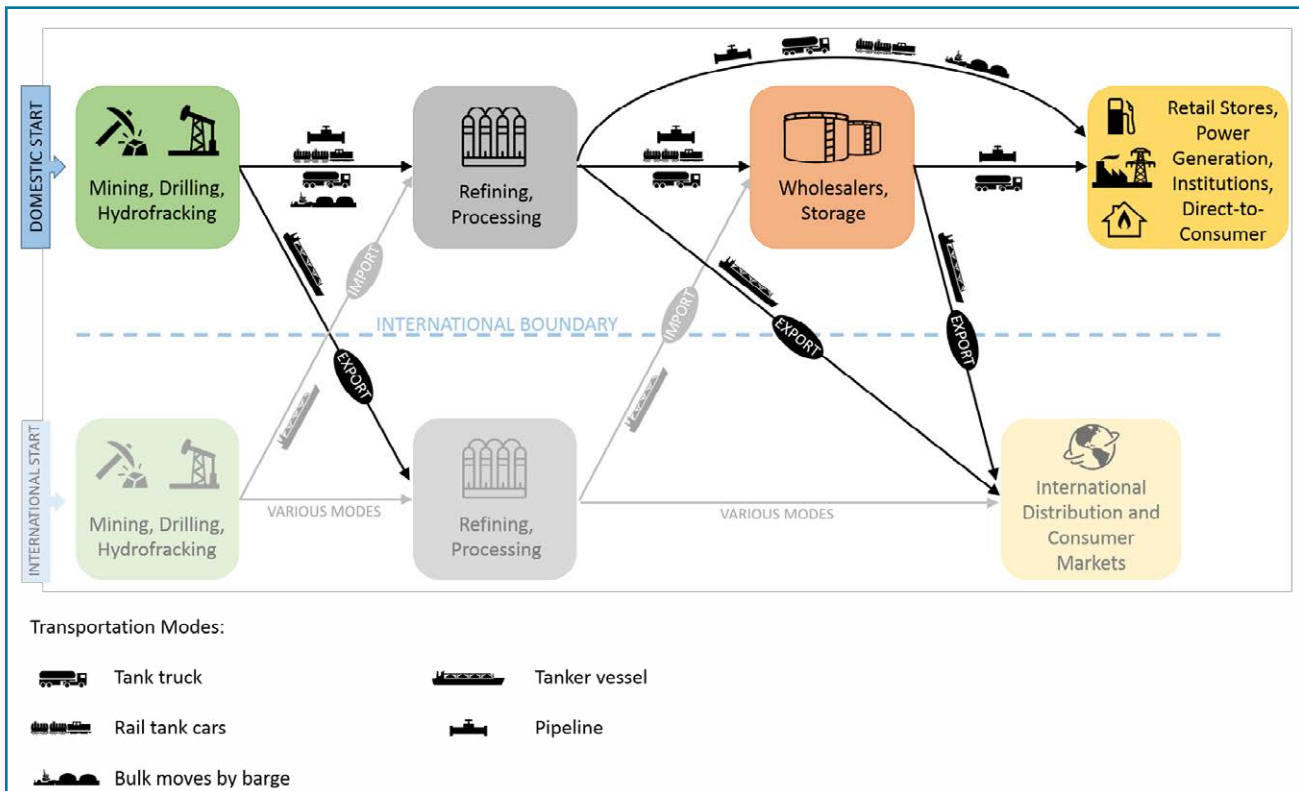 DOMESTIC START
Mining, Drilling,
Hydrofracking
Refining,
Processing
Wholesalers,
Storage
Retail Stores,
Power
Generation,
Institutions,
Direct-to-
Consumer
IMPORT
EXPORT
IMPORT
EXPORT
EXPORT
INTERNATIONAL BOUNDARY
INTERNATIONAL START
Mining, Drilling,
Hydrofracking
VARIOUS MODES
Refining,
Processing
VARIOUS MODES
International
Distribution and
Consumer
Markets
Transportation Modes:
Tank truck
Tanker vessel
Rail tank cars
Pipeline
Bulk moves by barge